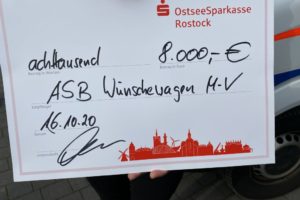 OstseeSparkasse
Rostock
achttausend 8.000,- €
ASB Wünschewagen M-V
16.10.20